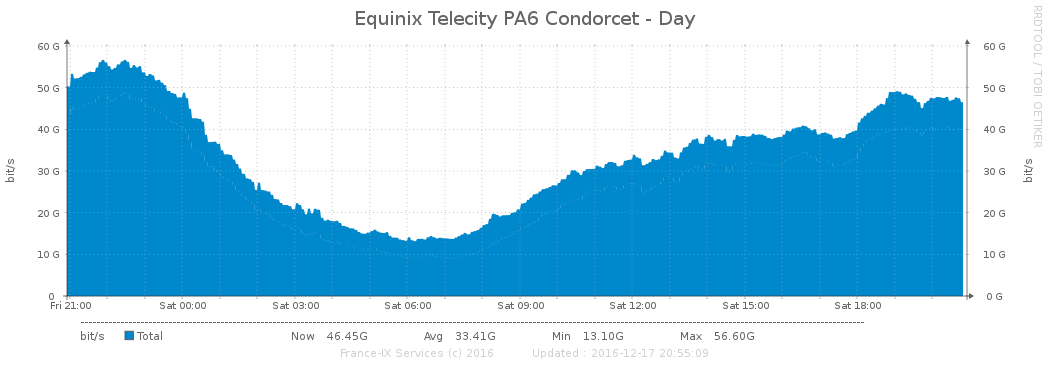 Equinix Telecity PA6 Condorcet - Day
RRDTOOL / TOBI OETIKER
60 G 60 G
50 G 50 G
40 G 40 G
30 G 30 G
20 G 20 G
10 G 10 G
0 0 G
bit/s bit/s
Fri 21:00 Sat 00:00 Sat 03:00 Sat 06:00 Sat 09:00 Sat 12:00 Sat 15:00 Sat 18:00
bit/s Total Now 46.45G Avg 33.41G Min 13.10G Max 56.60G
France-IX Services (c) 2016 Updated : 2016-12-17 20:55:09